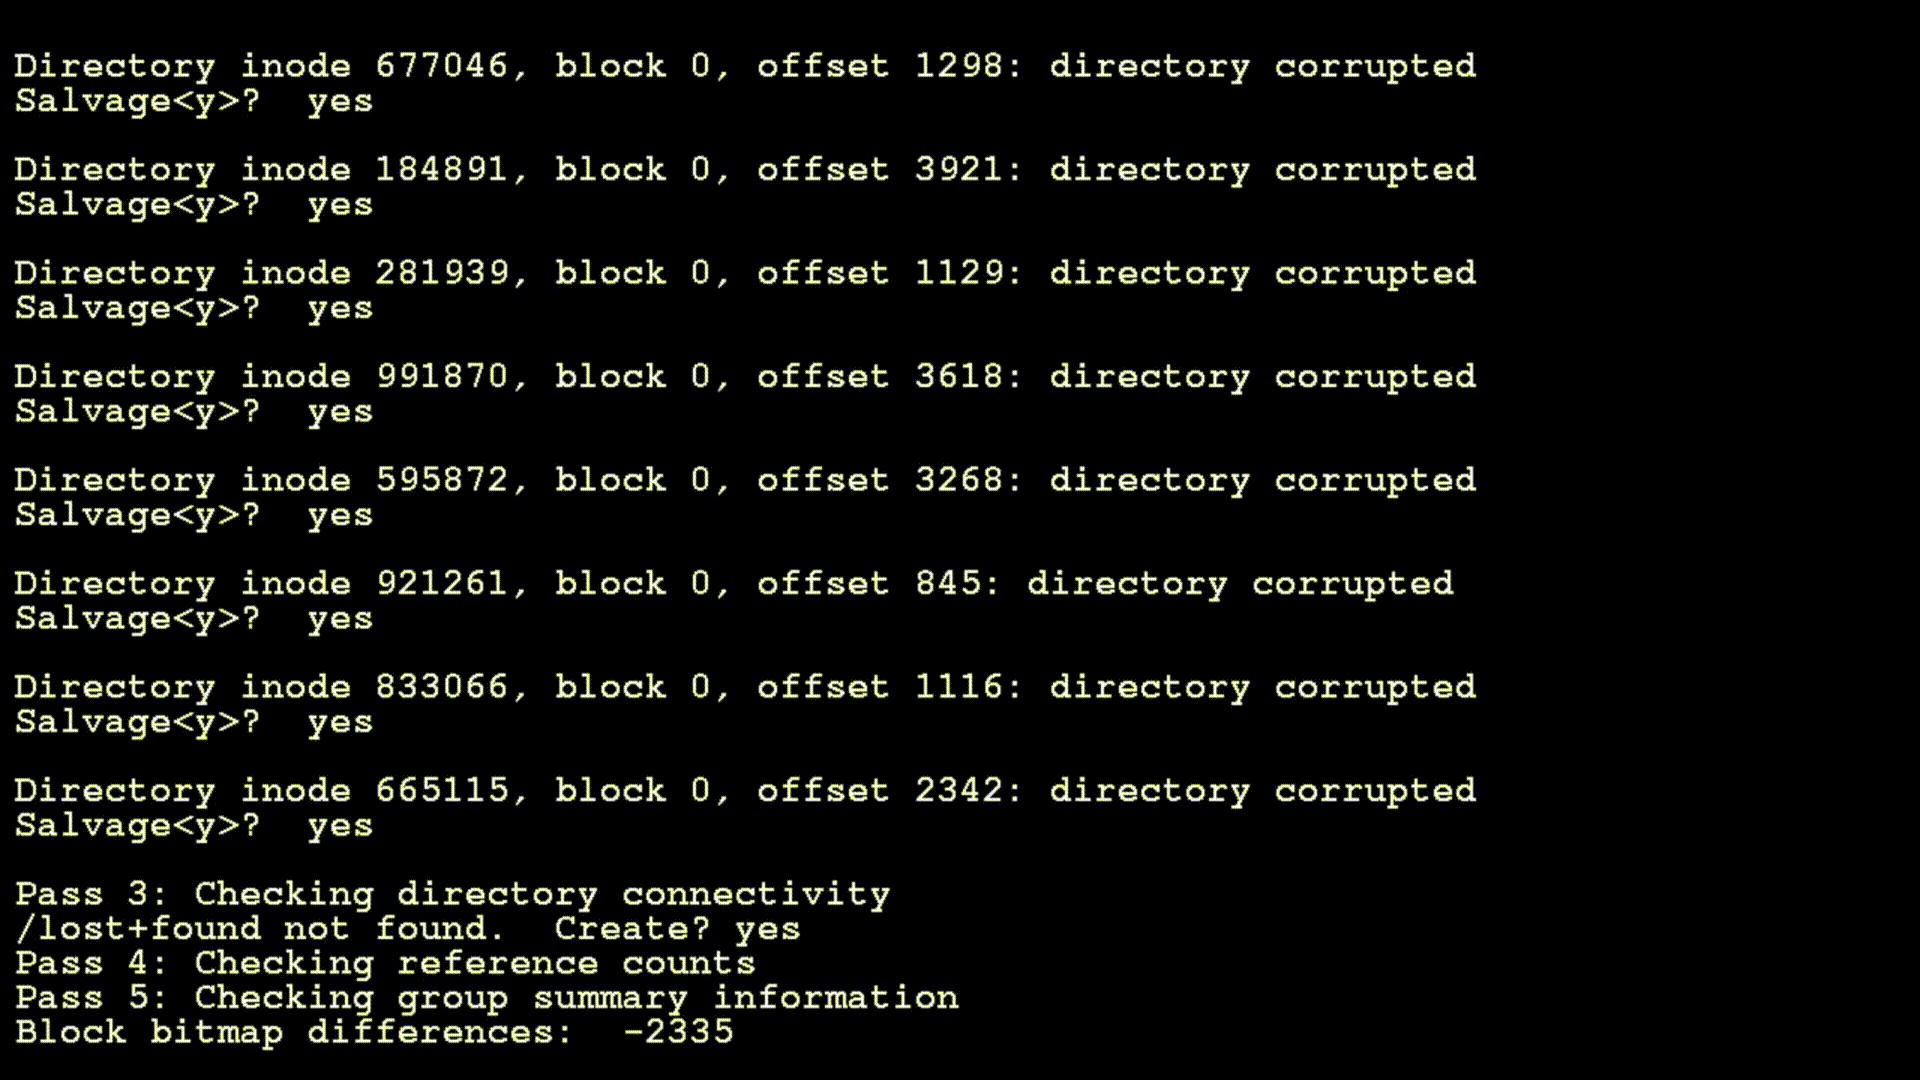 Directory inode 677046, block 0, offset 1298: directory corrupted
Salvage<y>?  yes
Directory inode 184891, block 0, offset 3921: directory corrupted
Salvage<y>?  yes
Directory inode 281939, block 0, offset 1129: directory corrupted
Salvage<y>?  yes
Directory inode 991870, block 0, offset 3618: directory corrupted
Salvage<y>?  yes
Directory inode 595872, block 0, offset 3268: directory corrupted
Salvage<y>?  yes
Directory inode 921261, block 0, offset 845: directory corrupted
Salvage<y>?  yes
Directory inode 833066, block 0, offset 1116: directory corrupted
Salvage<y>?  yes
Directory inode 665115, block 0, offset 2342: directory corrupted
Salvage<y>?  yes
Pass 3: Checking directory connectivity
/lost+found not found.  Create? yes
Pass 4: Checking reference counts
Pass 5: Checking group summary information
Block bitmap differences:  -2335